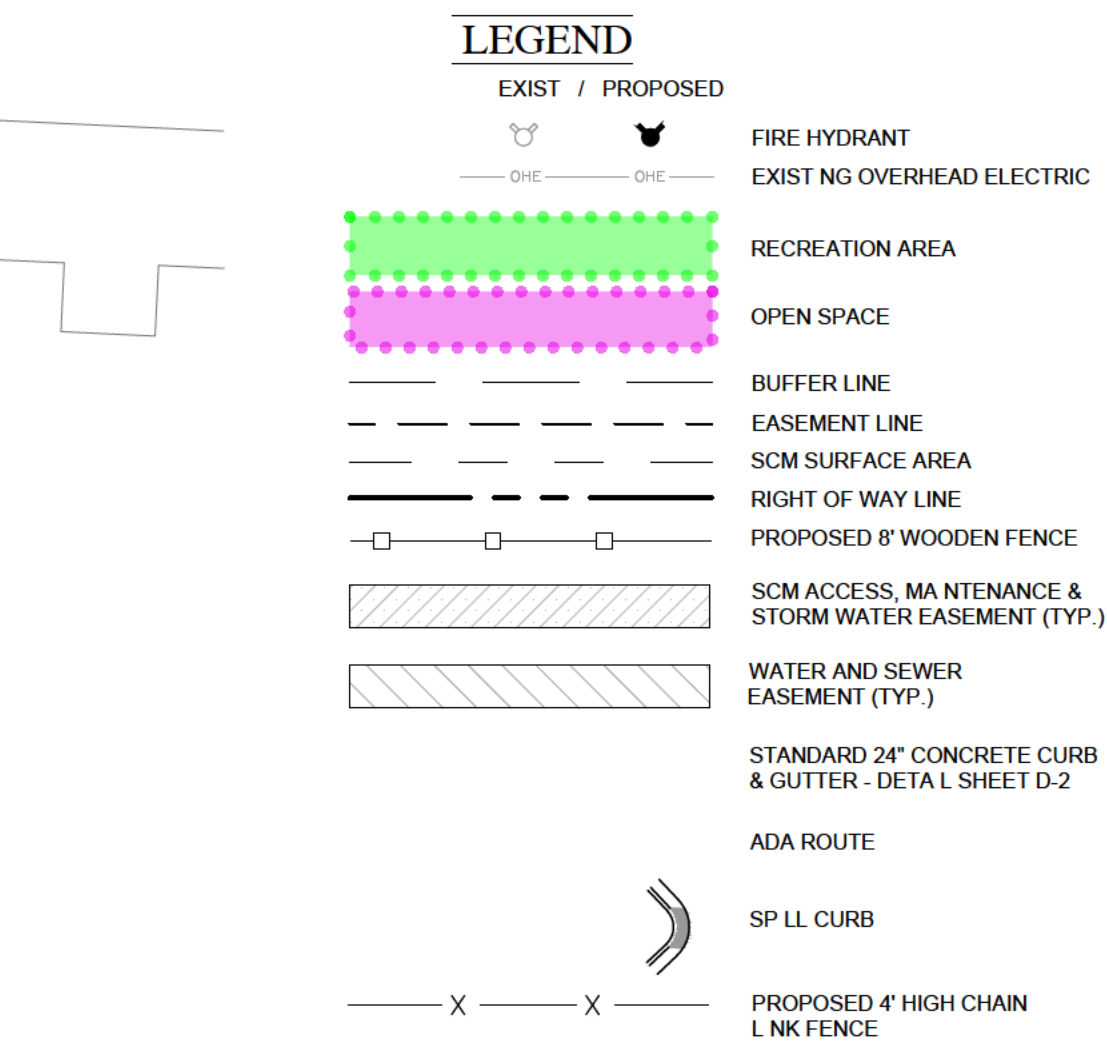 LEGEND
EXIST / PROPOSED
FIRE HYDRANT
OHE OHE EXIST NG OVERHEAD ELECTRIC
RECREATION AREA
OPEN SPACE
BUFFER LINE
EASEMENT LINE
SCM SURFACE AREA
RIGHT OF WAY LINE
PROPOSED 8' WOODEN FENCE
SCM ACCESS, MA NTENANCE &
STORM WATER EASEMENT (TYP.)
WATER AND SEWER
EASEMENT (TYP.)
STANDARD 24" CONCRETE CURB
& GUTTER - DETA L SHEET D-2
ADA ROUTE
SP LL CURB
X X PROPOSED 4' HIGH CHAIN
L NK FENCE